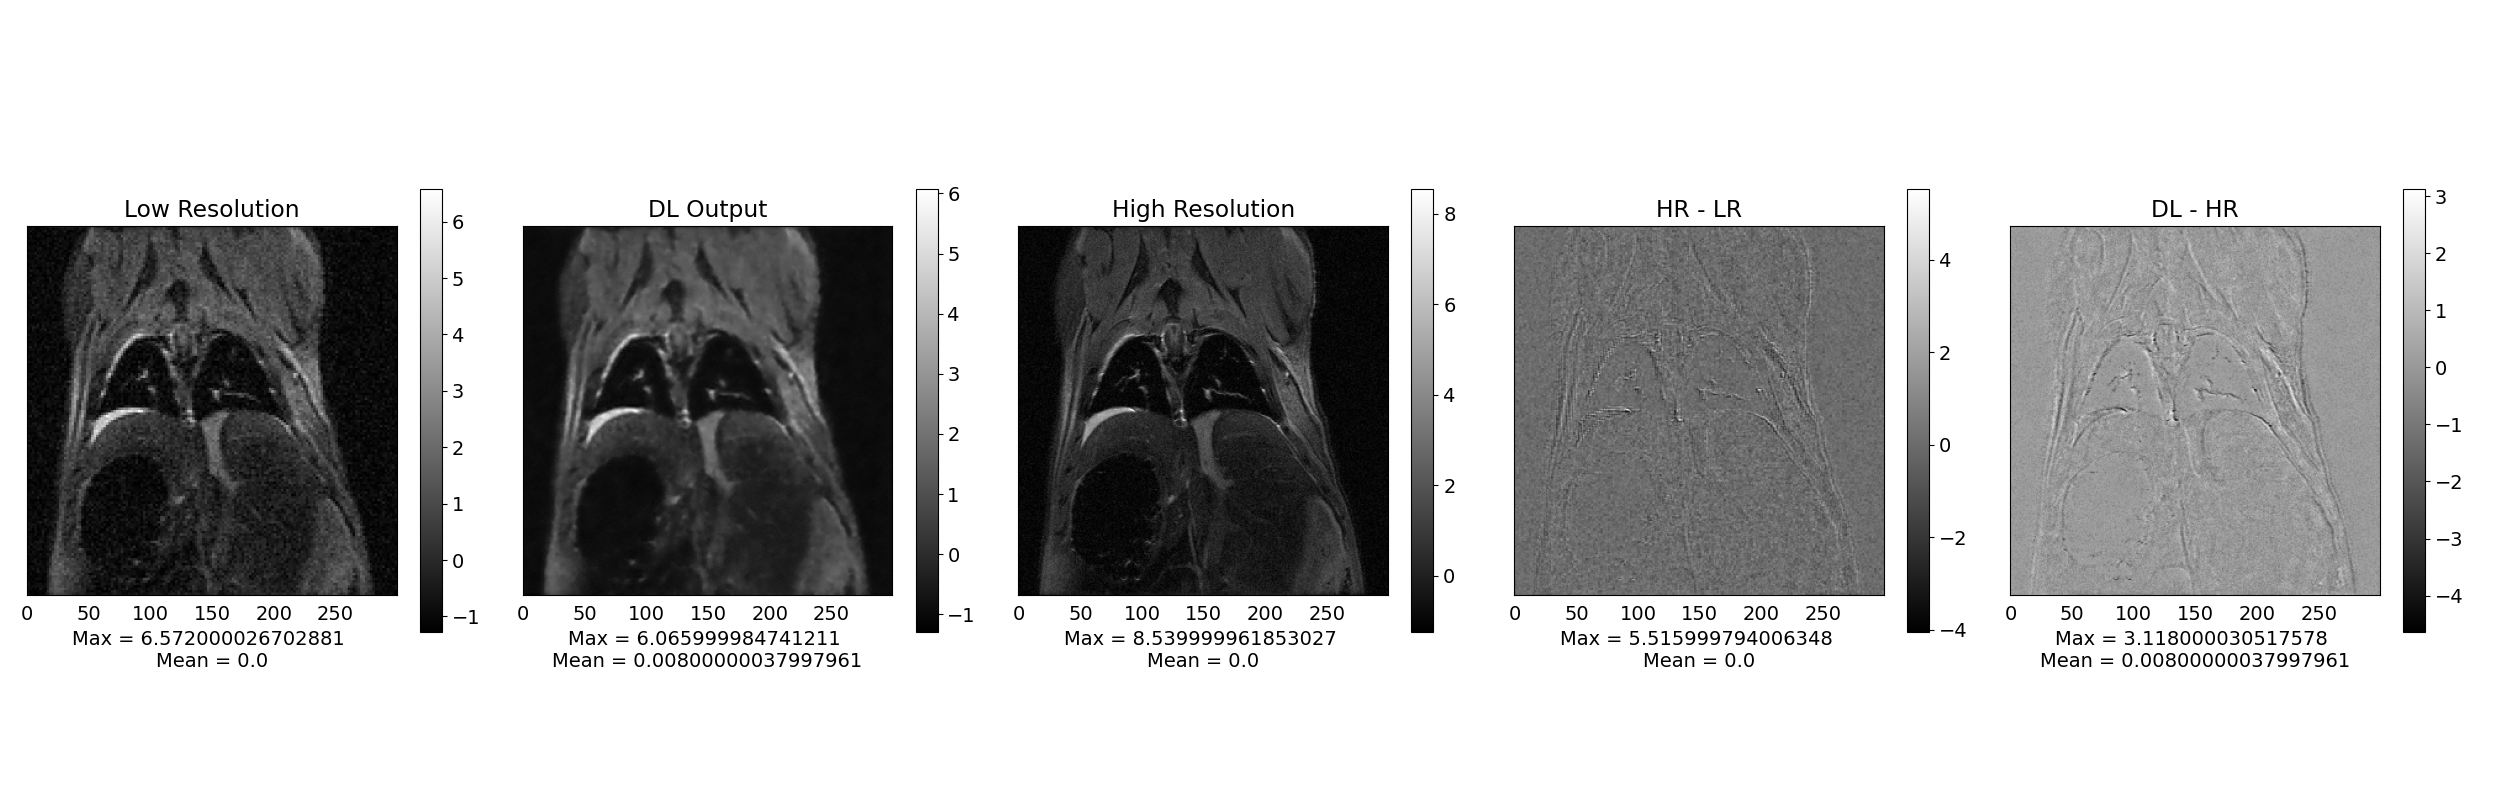 Low Resolution
6
5
4
3
2
1
0
−1
0 50 100 150 200 250
Max = 6.572000026702881
Mean = 0.0
DL Output
6
5
4
3
2
1
0
−1
0 50 100 150 200 250
Max = 6.065999984741211
Mean = 0.00800000037997961
High Resolution
8
6
4
2
0
0 50 100 150 200 250
Max = 8.539999961853027
Mean = 0.0
HR - LR
4
2
0
−2
−4
0 50 100 150 200 250
Max = 5.515999794006348
Mean = 0.0
DL - HR
3
2
1
0
−1
−2
−3
−4
0 50 100 150 200 250
Max = 3.118000030517578
Mean = 0.00800000037997961